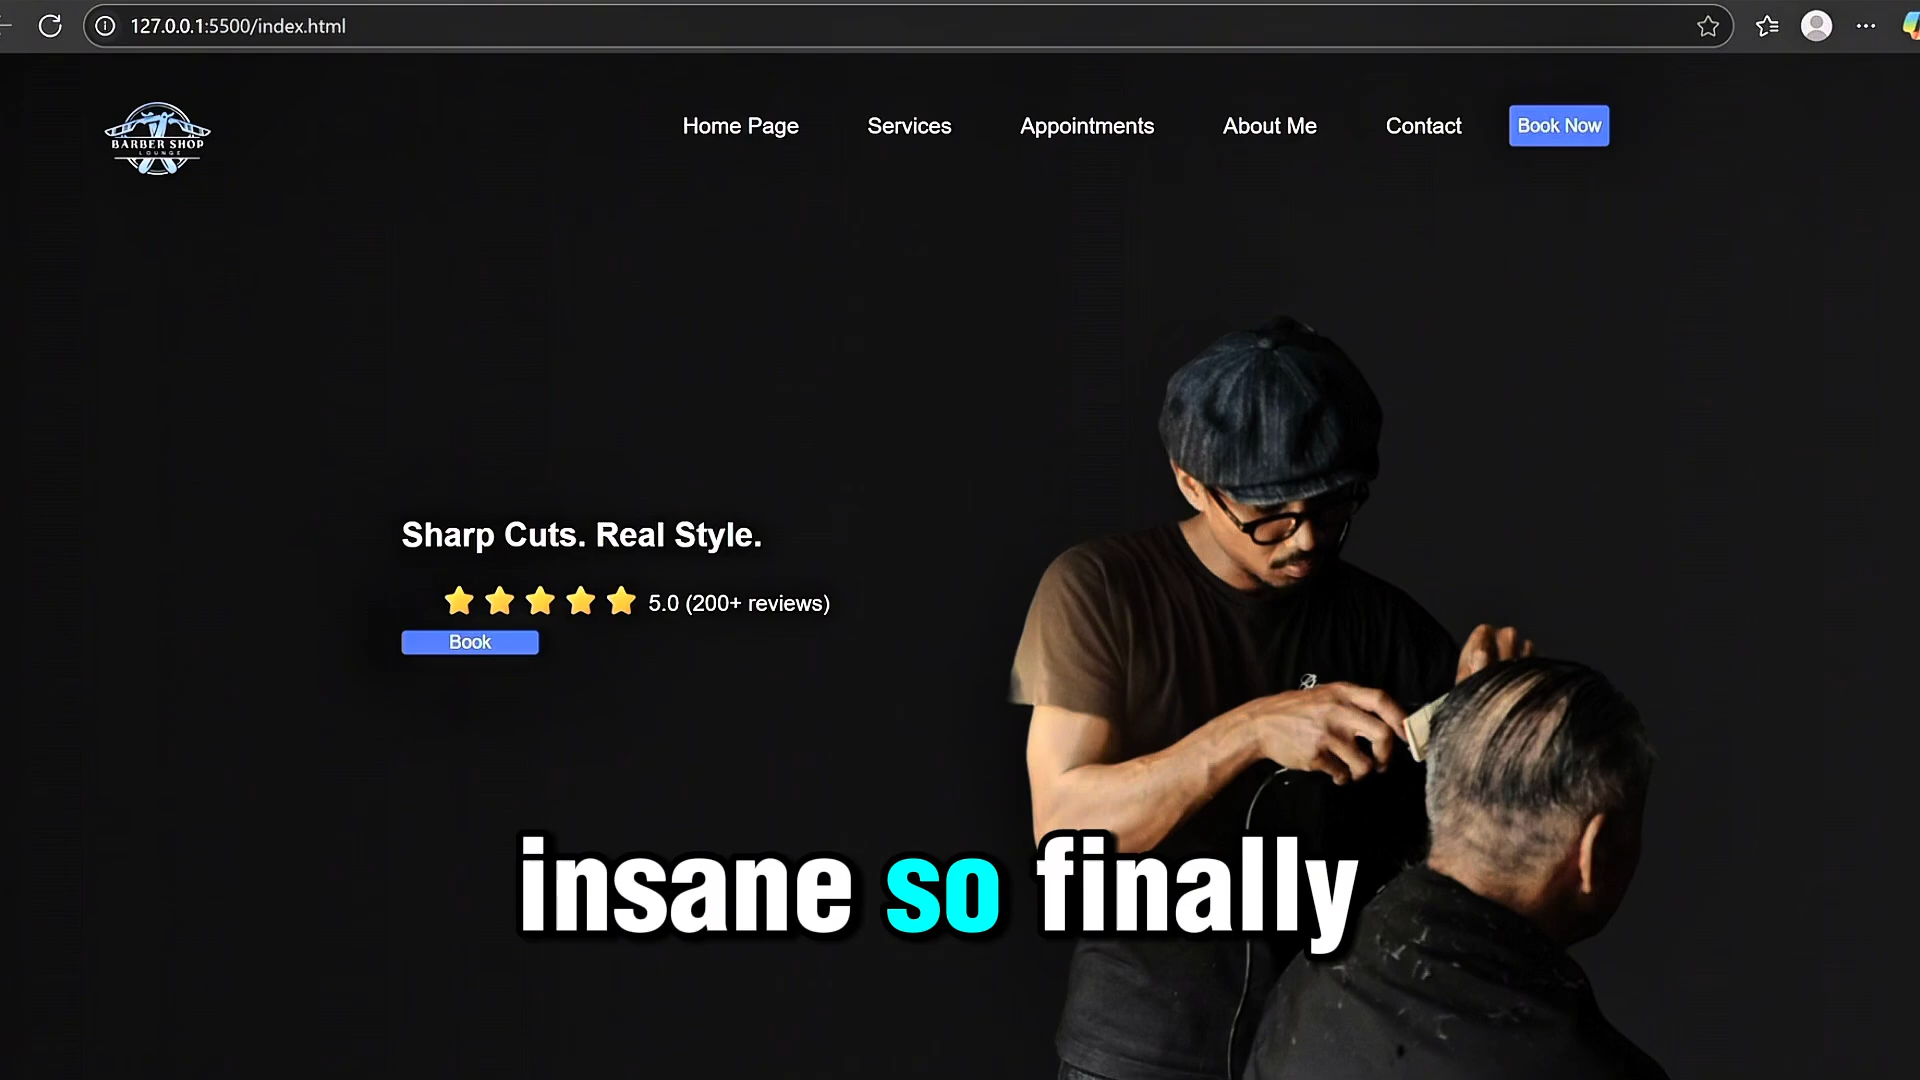 127.0.0.1:5500/index.html
BARBER SHOP
LOUNGE
Home Page Services Appointments About Me Contact Book Now
Sharp Cuts. Real Style.
5.0 (200+ reviews)
Book
insane so finally